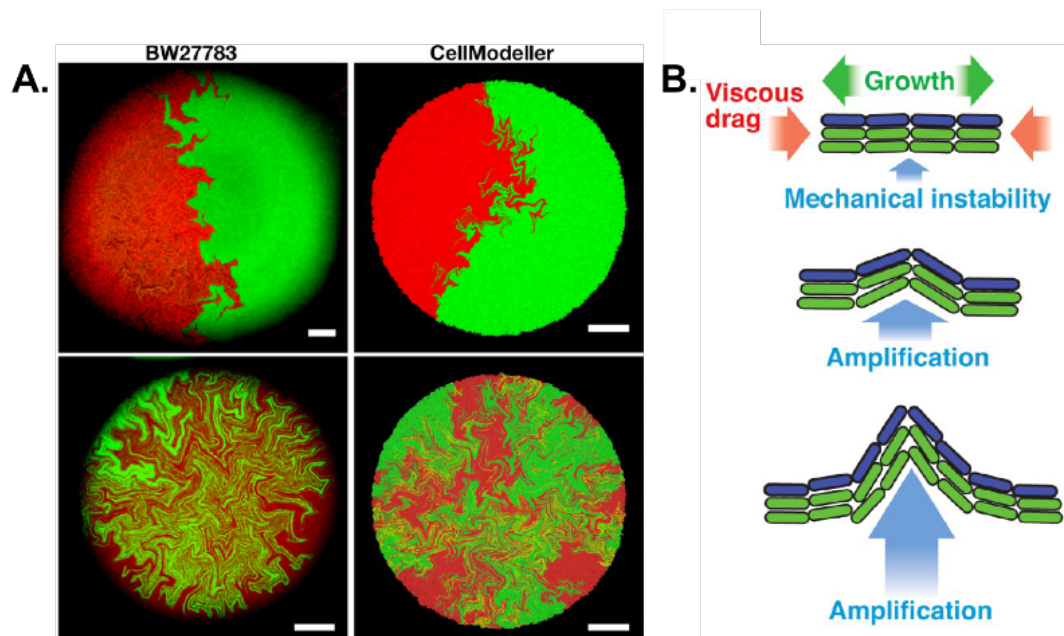 A.
BW27783
CellModeller
B.
Growth
Viscous
drag
Mechanical instability
Amplification
Amplification